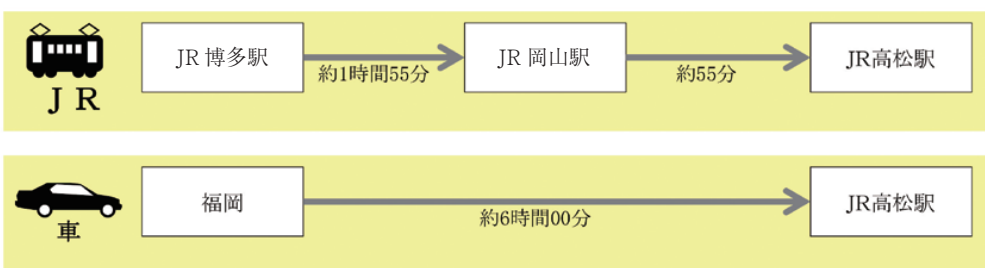 JR
JR 博多駅
約1時間55分
JR 岡山駅
約55分
JR高松駅
車
福岡
約6時間00分
JR高松駅